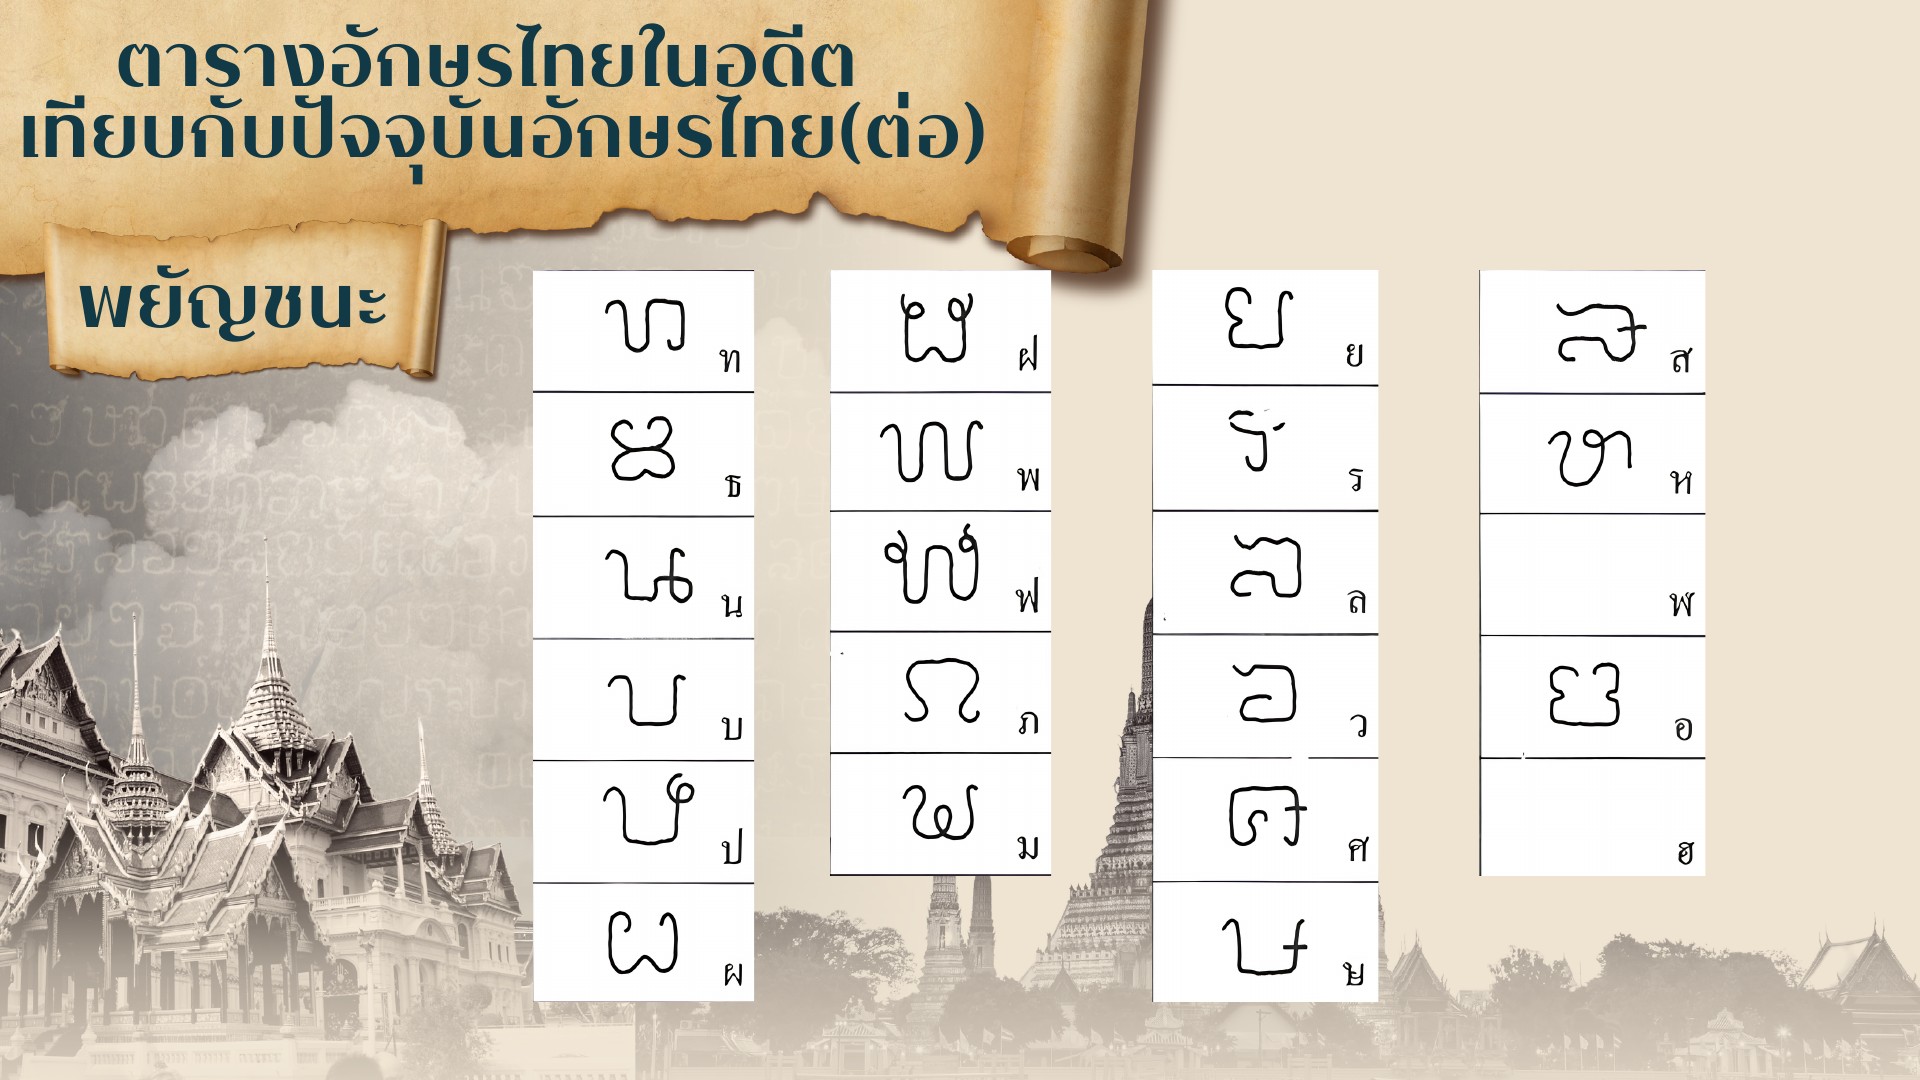 ตารางอักษรไทยในอดีต
เทียบกับปัจจุบันอักษรไทย(ต่อ)
พยัญชนะ
ท
ธ
น
บ
ป
ผ
ฝ
พ
ฟ
ภ
ม
ย
ร
ล
ว
ศ
ษ
ส
ห
ฬ
อ
ฮ